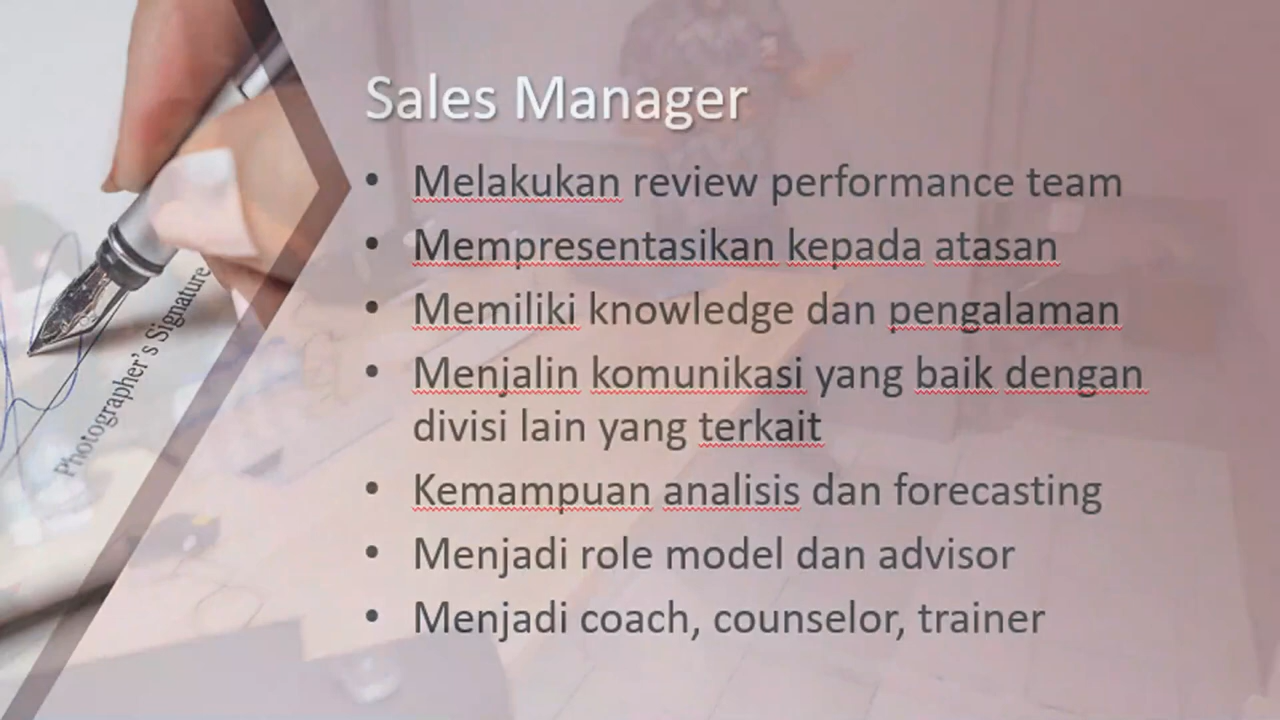 Sales Manager
• Melakukan review performance team
• Mempresentasikan kepada atasan
• Memiliki knowledge dan pengalaman
• Menjalin komunikasi yang baik dengan
divisi lain yang terkait
• Kemampuan analisis dan forecasting
• Menjadi role model dan advisor
• Menjadi coach, counselor, trainer
Photographer's Signature